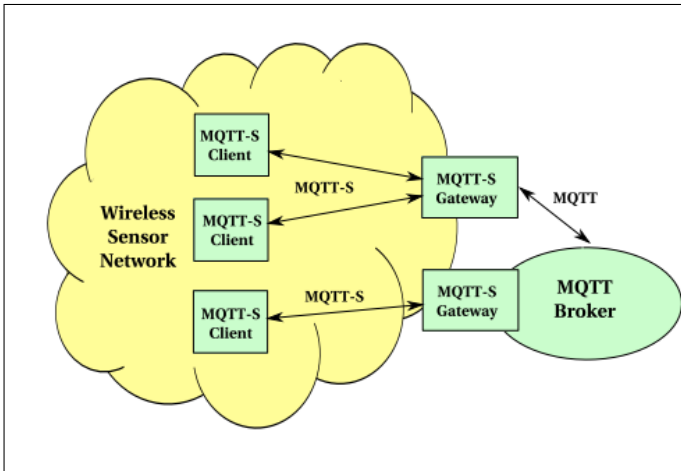 MQTT-S
Client
MQTT-S
MQTT-S
Gateway
MQTT
Wireless
Sensor
Network
MQTT-S
Client
MQTT-S
MQTT-S
Gateway
MQTT
Broker
MQTT-S
Client